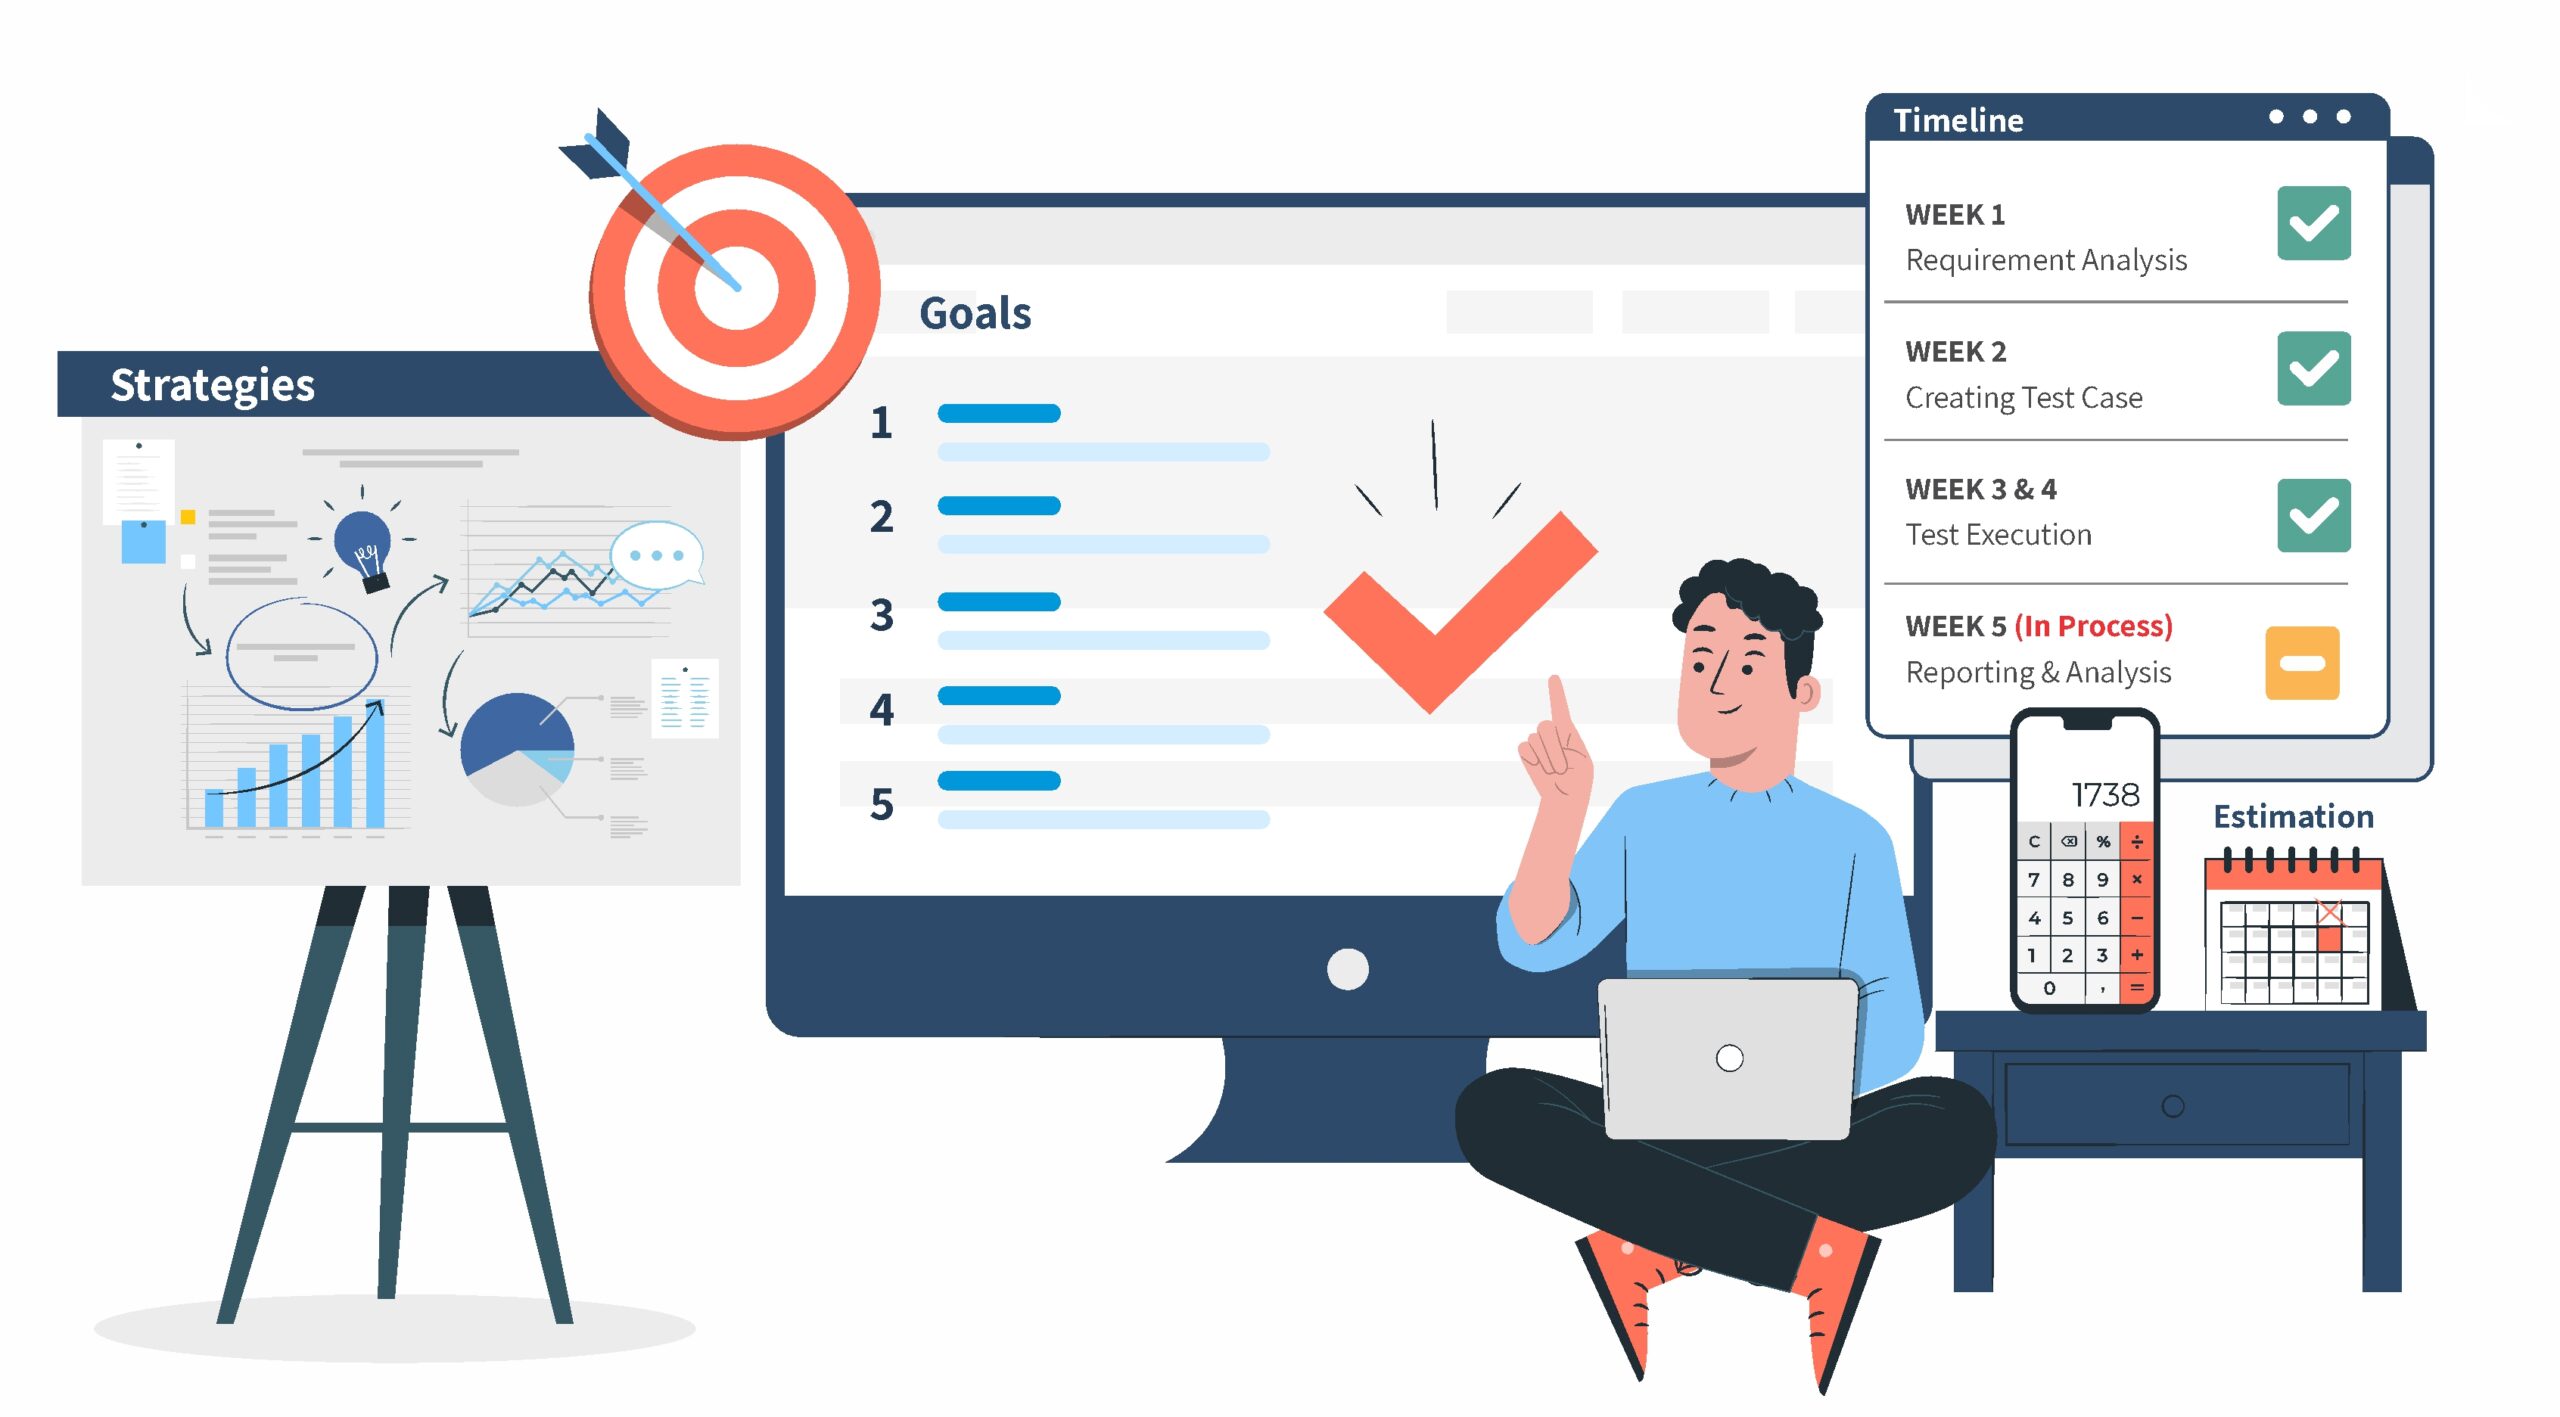 Strategies
Goals
1
2
3
4
5
Timeline
WEEK 1
Requirement Analysis
WEEK 2
Creating Test Case
WEEK 3 & 4
Test Execution
WEEK 5 (In Process)
Reporting & Analysis
1738
C % ÷
7 8 9 ×
4 5 6 −
1 2 3 +
0 , =
Estimation